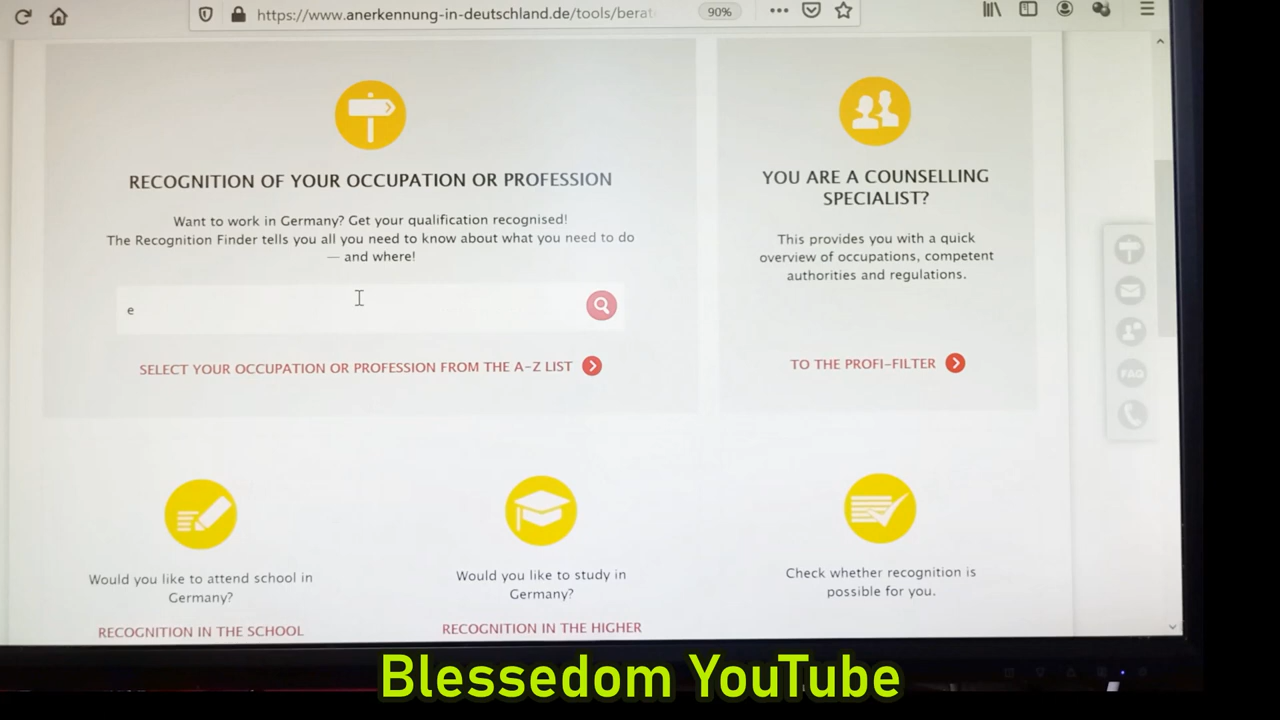 https://www.anerkennung-in-deutschland.de/tools/berat
90%
RECOGNITION OF YOUR OCCUPATION OR PROFESSION
Want to work in Germany? Get your qualification recognised!
The Recognition Finder tells you all you need to know about what you need to do
— and where!
e
SELECT YOUR OCCUPATION OR PROFESSION FROM THE A-Z LIST
YOU ARE A COUNSELLING
SPECIALIST?
This provides you with a quick
overview of occupations, competent
authorities and regulations.
TO THE PROFI-FILTER
FAQ
Would you like to attend school in
Germany?
RECOGNITION IN THE SCHOOL
Would you like to study in
Germany?
RECOGNITION IN THE HIGHER
Check whether recognition is
possible for you.
Blessedom YouTube